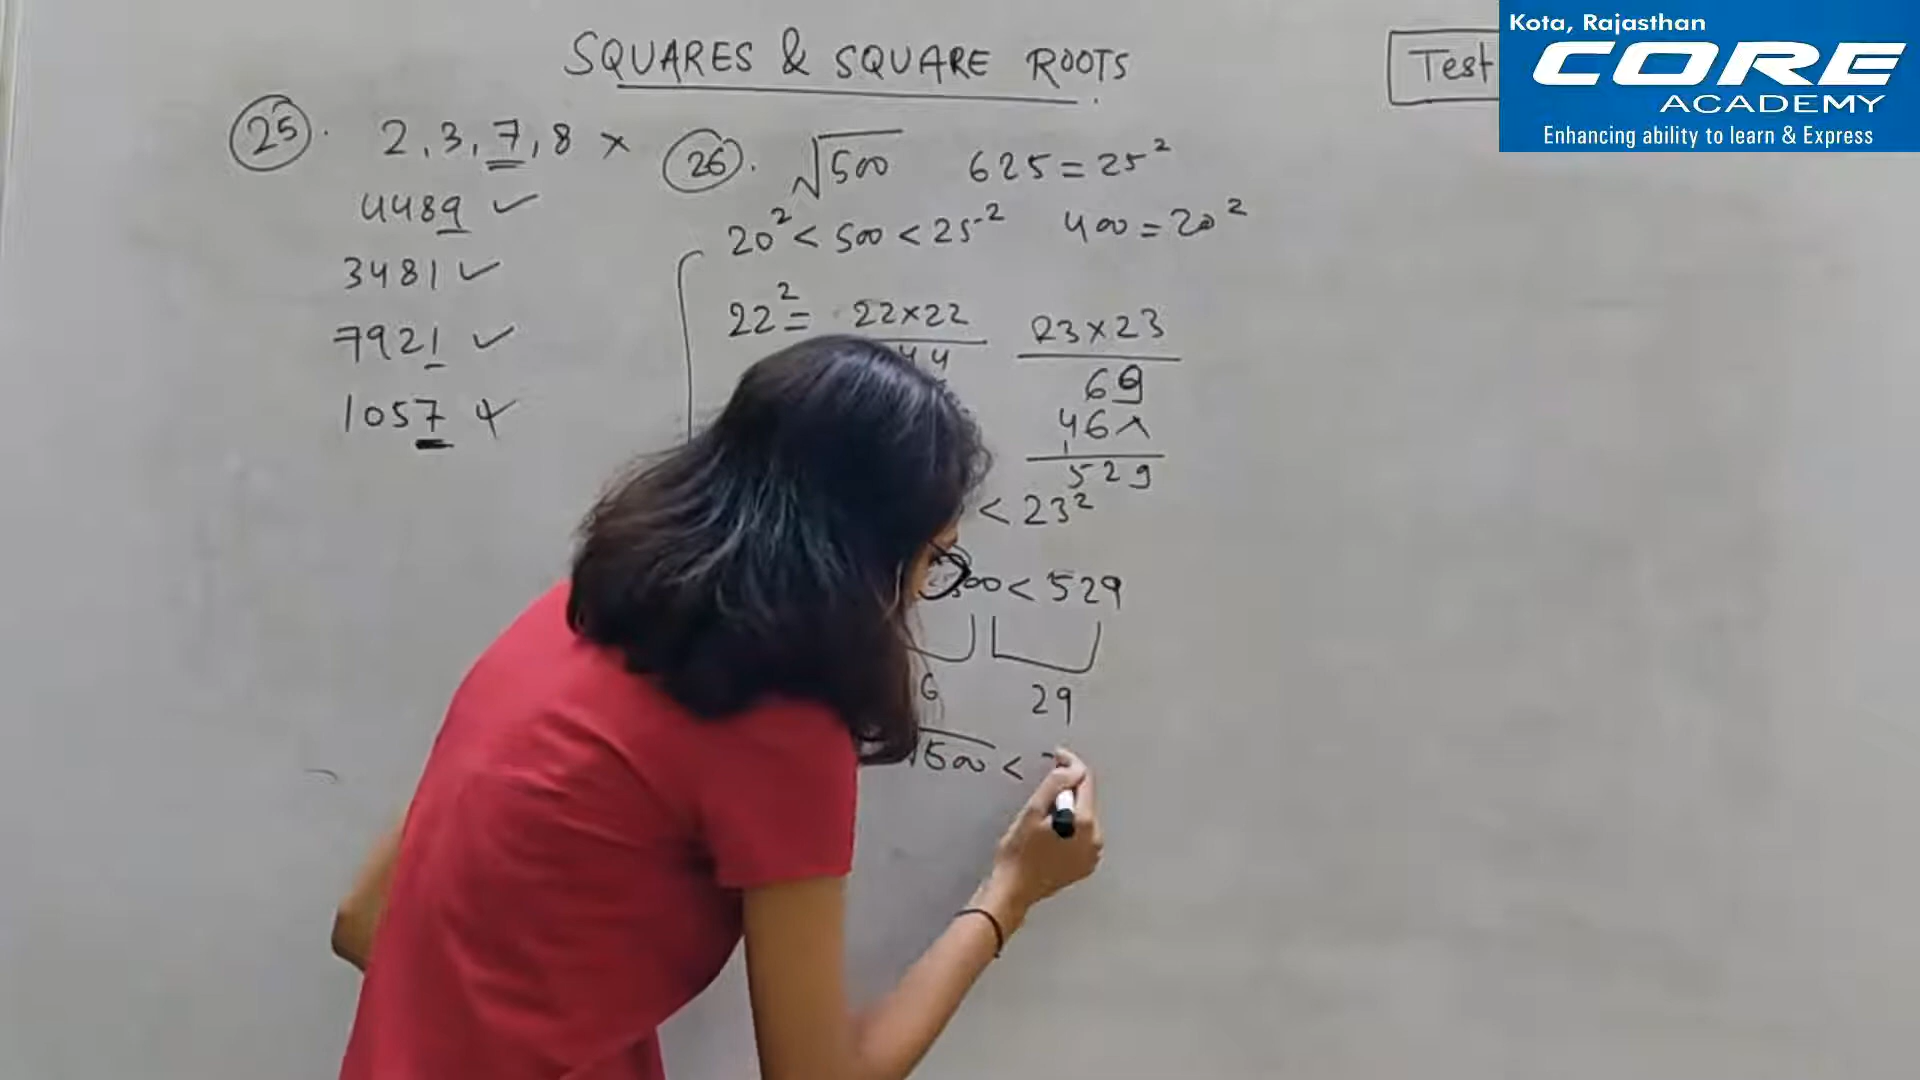 SQUARES & SQUARE ROOTS
Test
Kota, Rajasthan
CORE
ACADEMY
Enhancing ability to learn & Express
25. 2, 3, 7, 8 ×
4489 ✓
3481 ✓
7921 ✓
1057 ×
26. √500 625 = 25²
20² < 500 < 25² 400 = 20²
22² = 22×22
44
23×23
69
46×
1
529
< 23²
00 < 529
6 29
√500 <